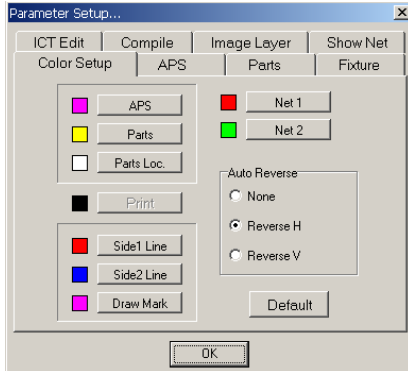 Parameter Setup...
ICT Edit Compile Image Layer Show Net
Color Setup APS Parts Fixture
APS Net 1
Parts Net 2
Parts Loc.
Auto Reverse
None
Print
Reverse H
Side1 Line
Reverse V
Side2 Line
Draw Mark Default
OK